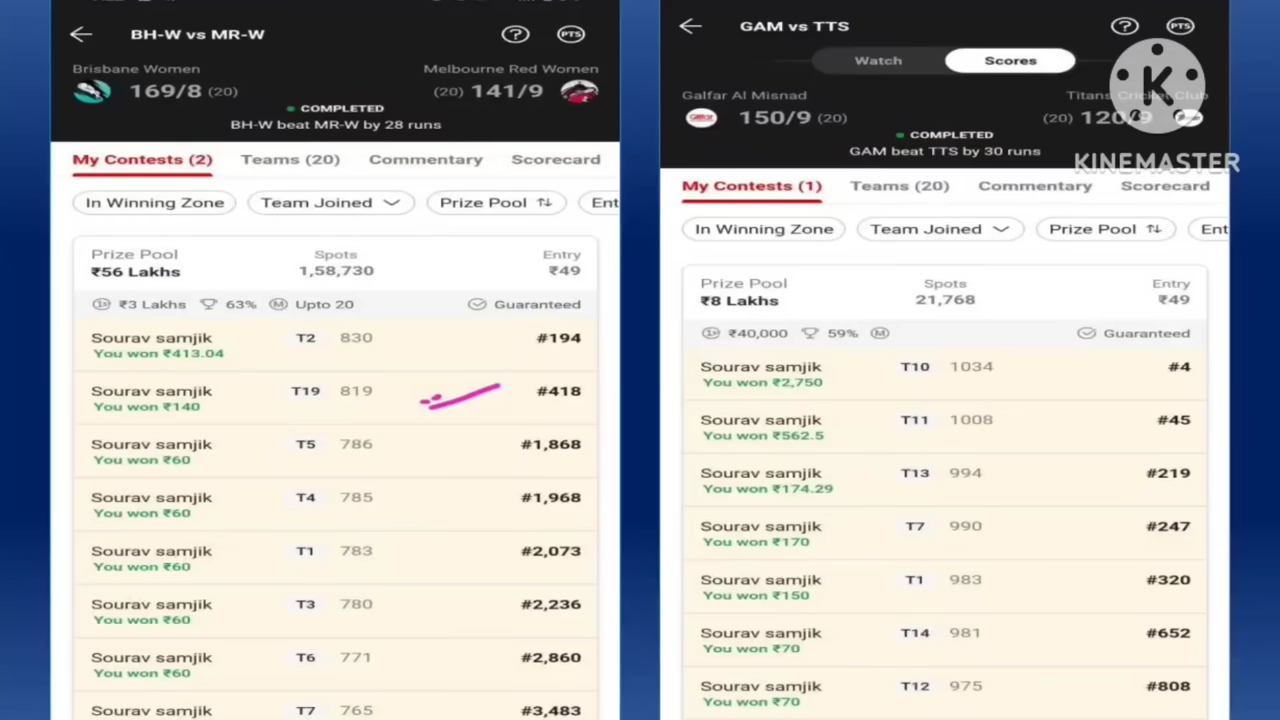 BH-W vs MR-W
?
PTS
Brisbane Women
Melbourne Red Women
169/8 (20)
(20) 141/9
COMPLETED
BH-W beat MR-W by 28 runs
My Contests (2)
Teams (20)
Commentary
Scorecard
In Winning Zone
Team Joined
Prize Pool
Ent
Prize Pool
Spots
Entry
₹56 Lakhs
1,58,730
₹49
₹3 Lakhs
63%
M Upto 20
Guaranteed
Sourav samjik T2 830 #194
You won ₹413.04
Sourav samjik T19 819 #418
You won ₹140
Sourav samjik T5 786 #1,868
You won ₹60
Sourav samjik T4 785 #1,968
You won ₹60
Sourav samjik T1 783 #2,073
You won ₹60
Sourav samjik T3 780 #2,236
You won ₹60
Sourav samjik T6 771 #2,860
You won ₹60
Sourav samjik T7 765 #3,483
GAM vs TTS
?
PTS
Watch
Scores
Galfar Al Misnad
Titans Cricket Club
150/9 (20)
(20) 120/9
COMPLETED
GAM beat TTS by 30 runs
K
KINEMASTER
My Contests (1)
Teams (20)
Commentary
Scorecard
In Winning Zone
Team Joined
Prize Pool
Ent
Prize Pool
Spots
Entry
₹8 Lakhs
21,768
₹49
₹40,000
59%
M
Guaranteed
Sourav samjik T10 1034 #4
You won ₹2,750
Sourav samjik T11 1008 #45
You won ₹562.5
Sourav samjik T13 994 #219
You won ₹174.29
Sourav samjik T7 990 #247
You won ₹170
Sourav samjik T1 983 #320
You won ₹150
Sourav samjik T14 981 #652
You won ₹70
Sourav samjik T12 975 #808
You won ₹70